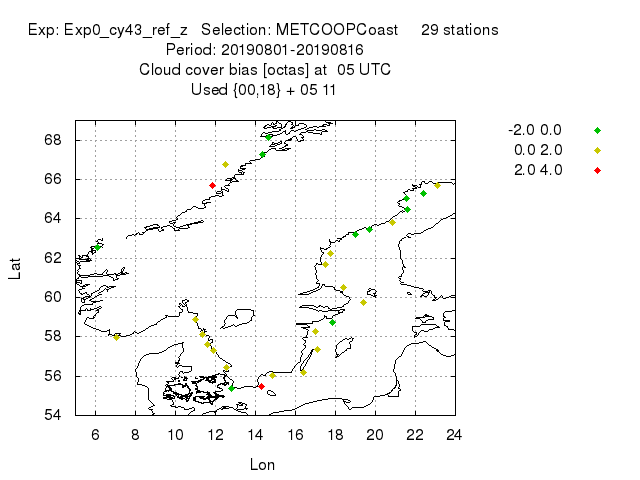 Exp: Exp0_cy43_ref_z Selection: METCOOPCoast 29 stations
Period: 20190801-20190816
Cloud cover bias [octas] at 05 UTC
Used {00,18} + 05 11
-2.0 0.0
0.0 2.0
2.0 4.0
68
66
64
62
60
58
56
54
Lat
6 8 10 12 14 16 18 20 22 24
Lon